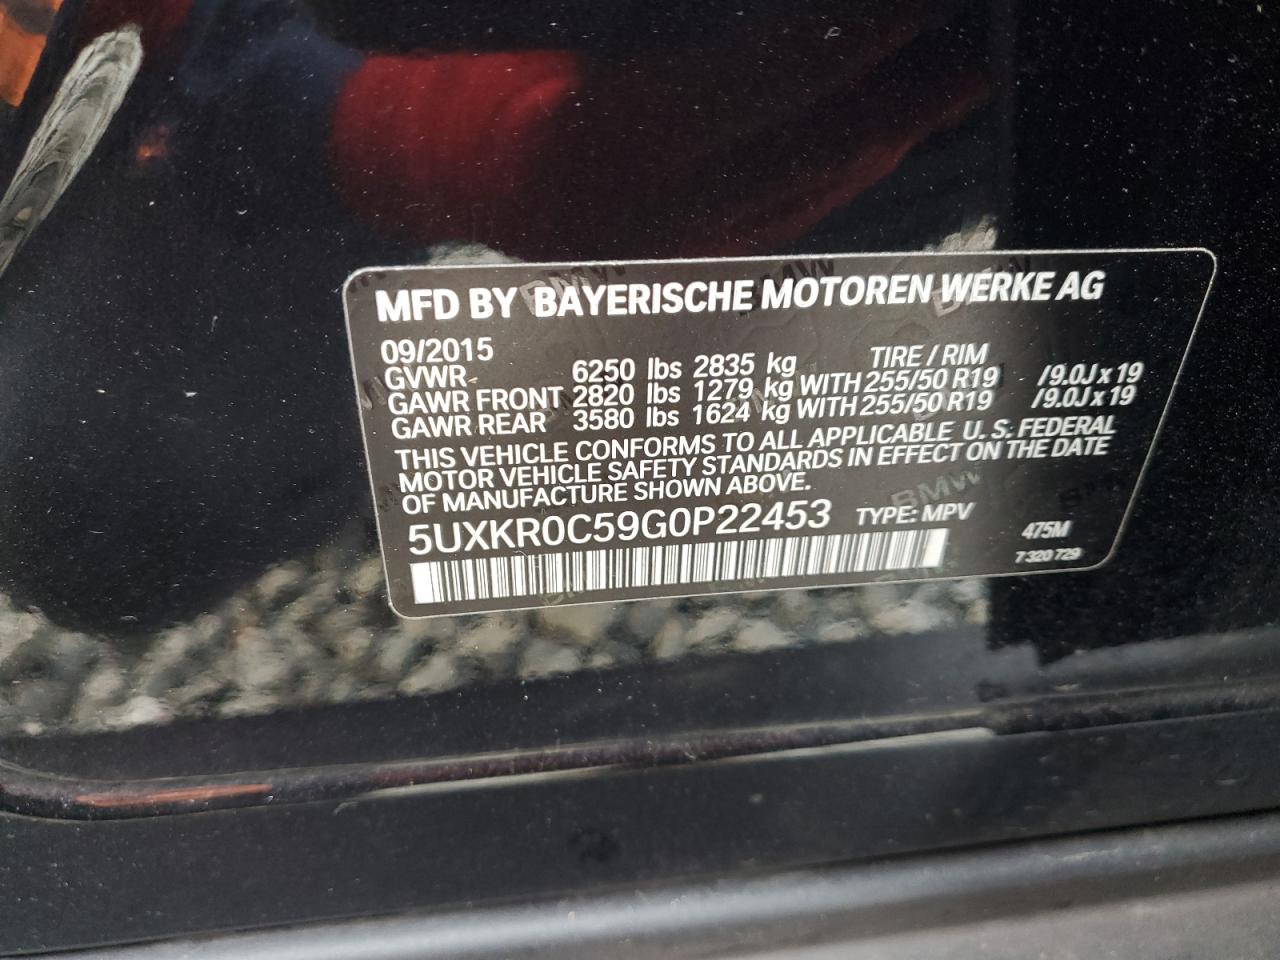 MFD BY BAYERISCHE MOTOREN WERKE AG
09/2015 TIRE / RIM
GVWR 6250 lbs 2835 kg
GAWR FRONT 2820 lbs 1279 kg WITH 255/50 R19 /9.0J x 19
GAWR REAR 3580 lbs 1624 kg WITH 255/50 R19 /9.0J x 19
THIS VEHICLE CONFORMS TO ALL APPLICABLE U.S. FEDERAL
MOTOR VEHICLE SAFETY STANDARDS IN EFFECT ON THE DATE
OF MANUFACTURE SHOWN ABOVE.
5UXKR0C59G0P22453 TYPE: MPV
475M
7 320 729